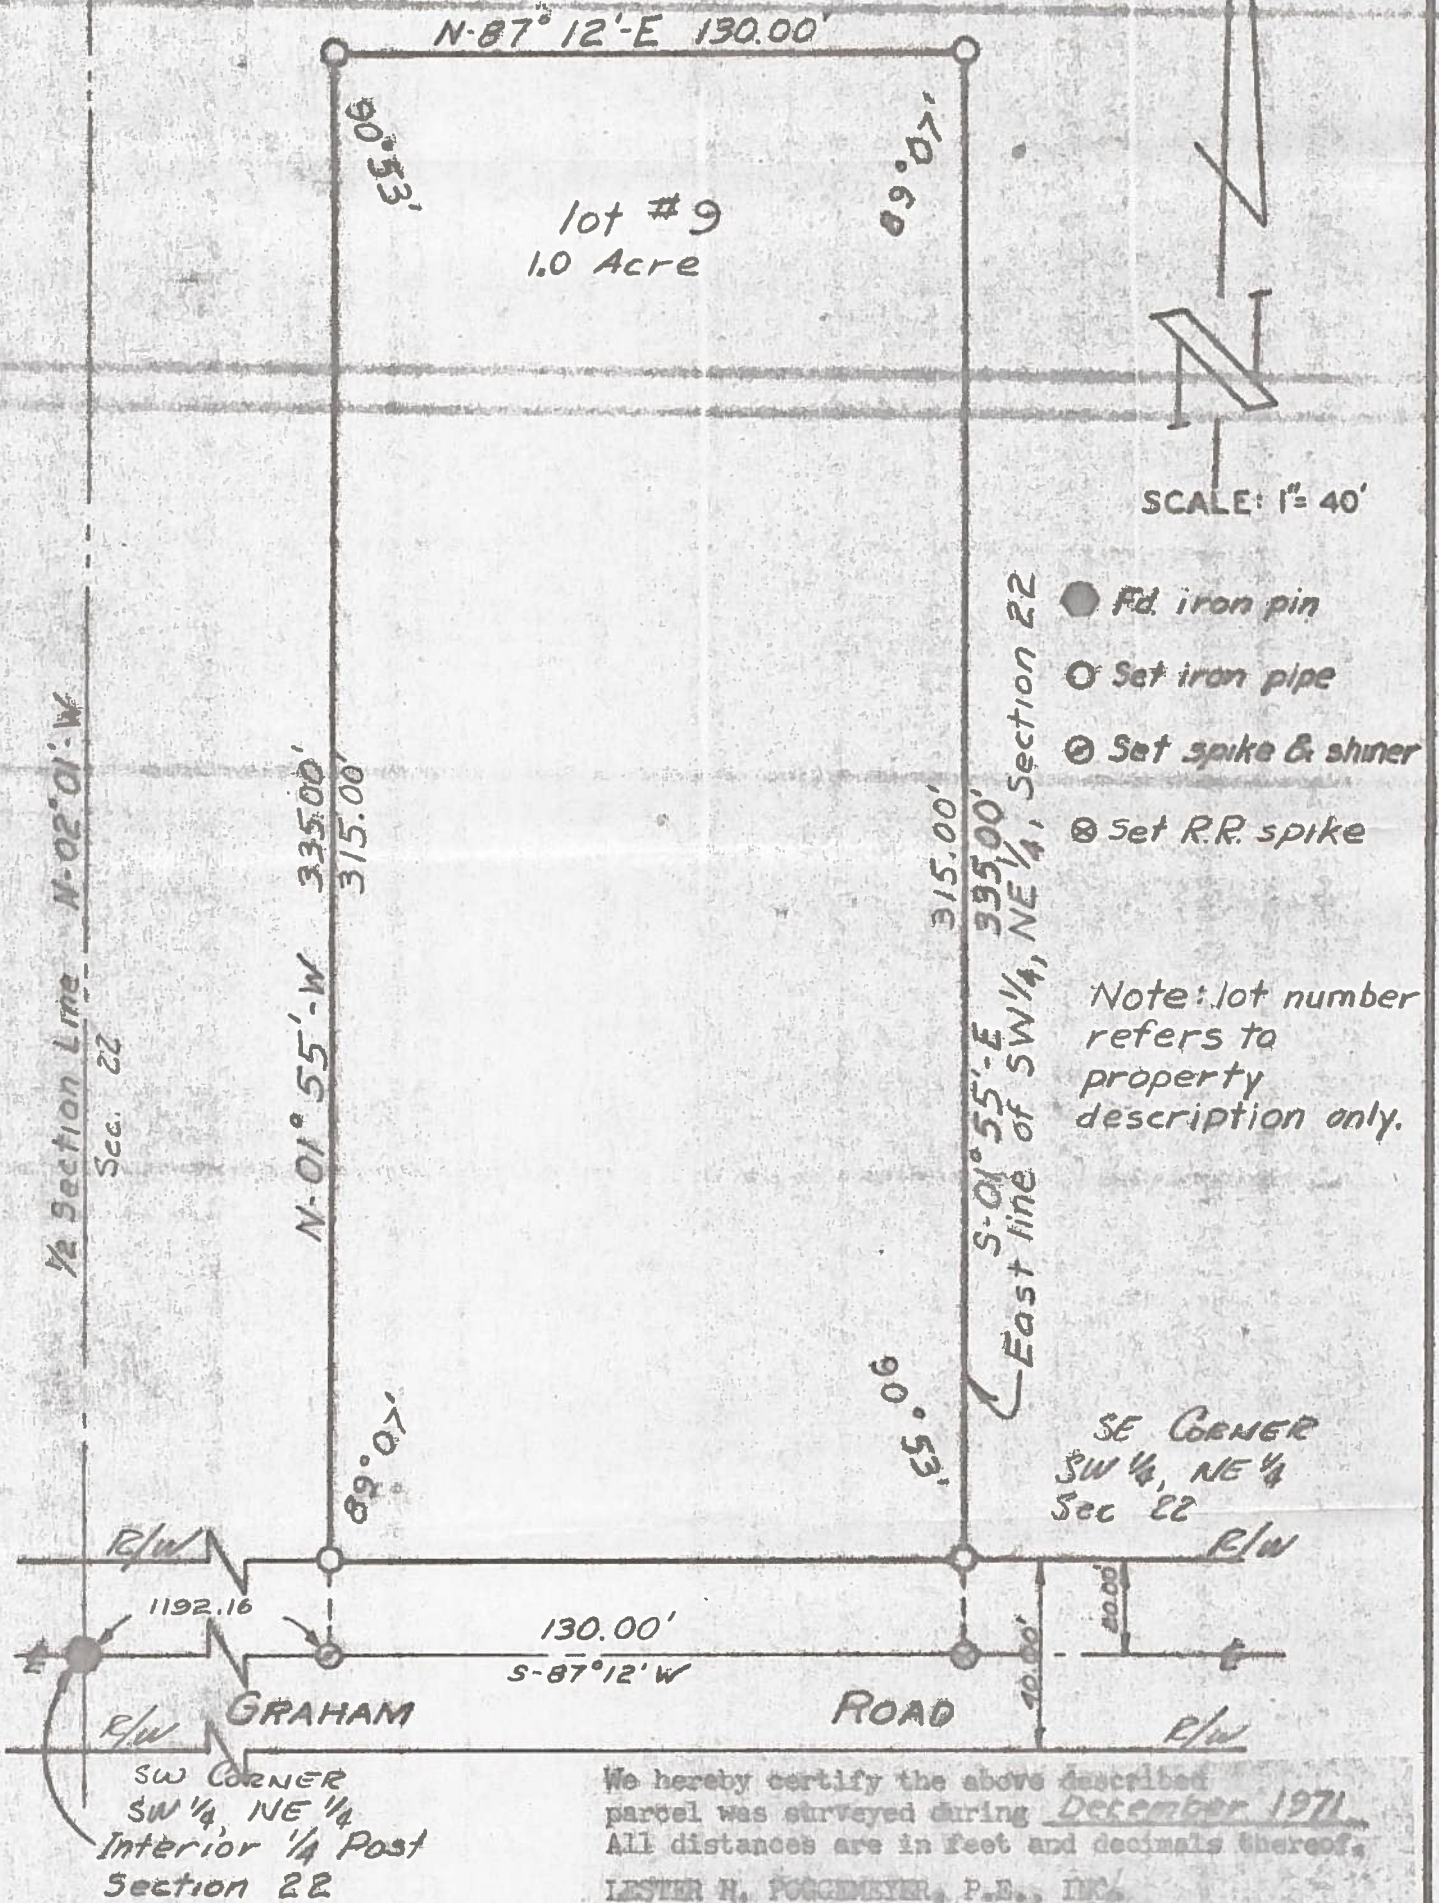 N-87° 12'-E 130.00'
90°53'
89°07'
lot #9
1.0 Acre
N
SCALE: 1"= 40'
Fd. iron pin
Set iron pipe
Set spike & shiner
Set R.R. spike
Note: lot number
refers to
property
description only.
1/2 Section Line N-02°01'-W
Sec. 22
N-01° 55'-W 335.00'
315.00'
315.00'
S-01° 55'-E 335.00'
East line of SW 1/4, NE 1/4, Section 22
89°07'
90°53'
SE CORNER
SW 1/4, NE 1/4
Sec 22
R/W
R/W
1192.16
130.00'
S-87°12' W
40.00'
GRAHAM ROAD
R/W
R/W
SW CORNER
SW 1/4, NE 1/4
Interior 1/4 Post
Section 22
We hereby certify the above described
parcel was surveyed during December 1971
All distances are in feet and decimals thereof.
LESTER H. POGGEMEYER, P.E., INC.